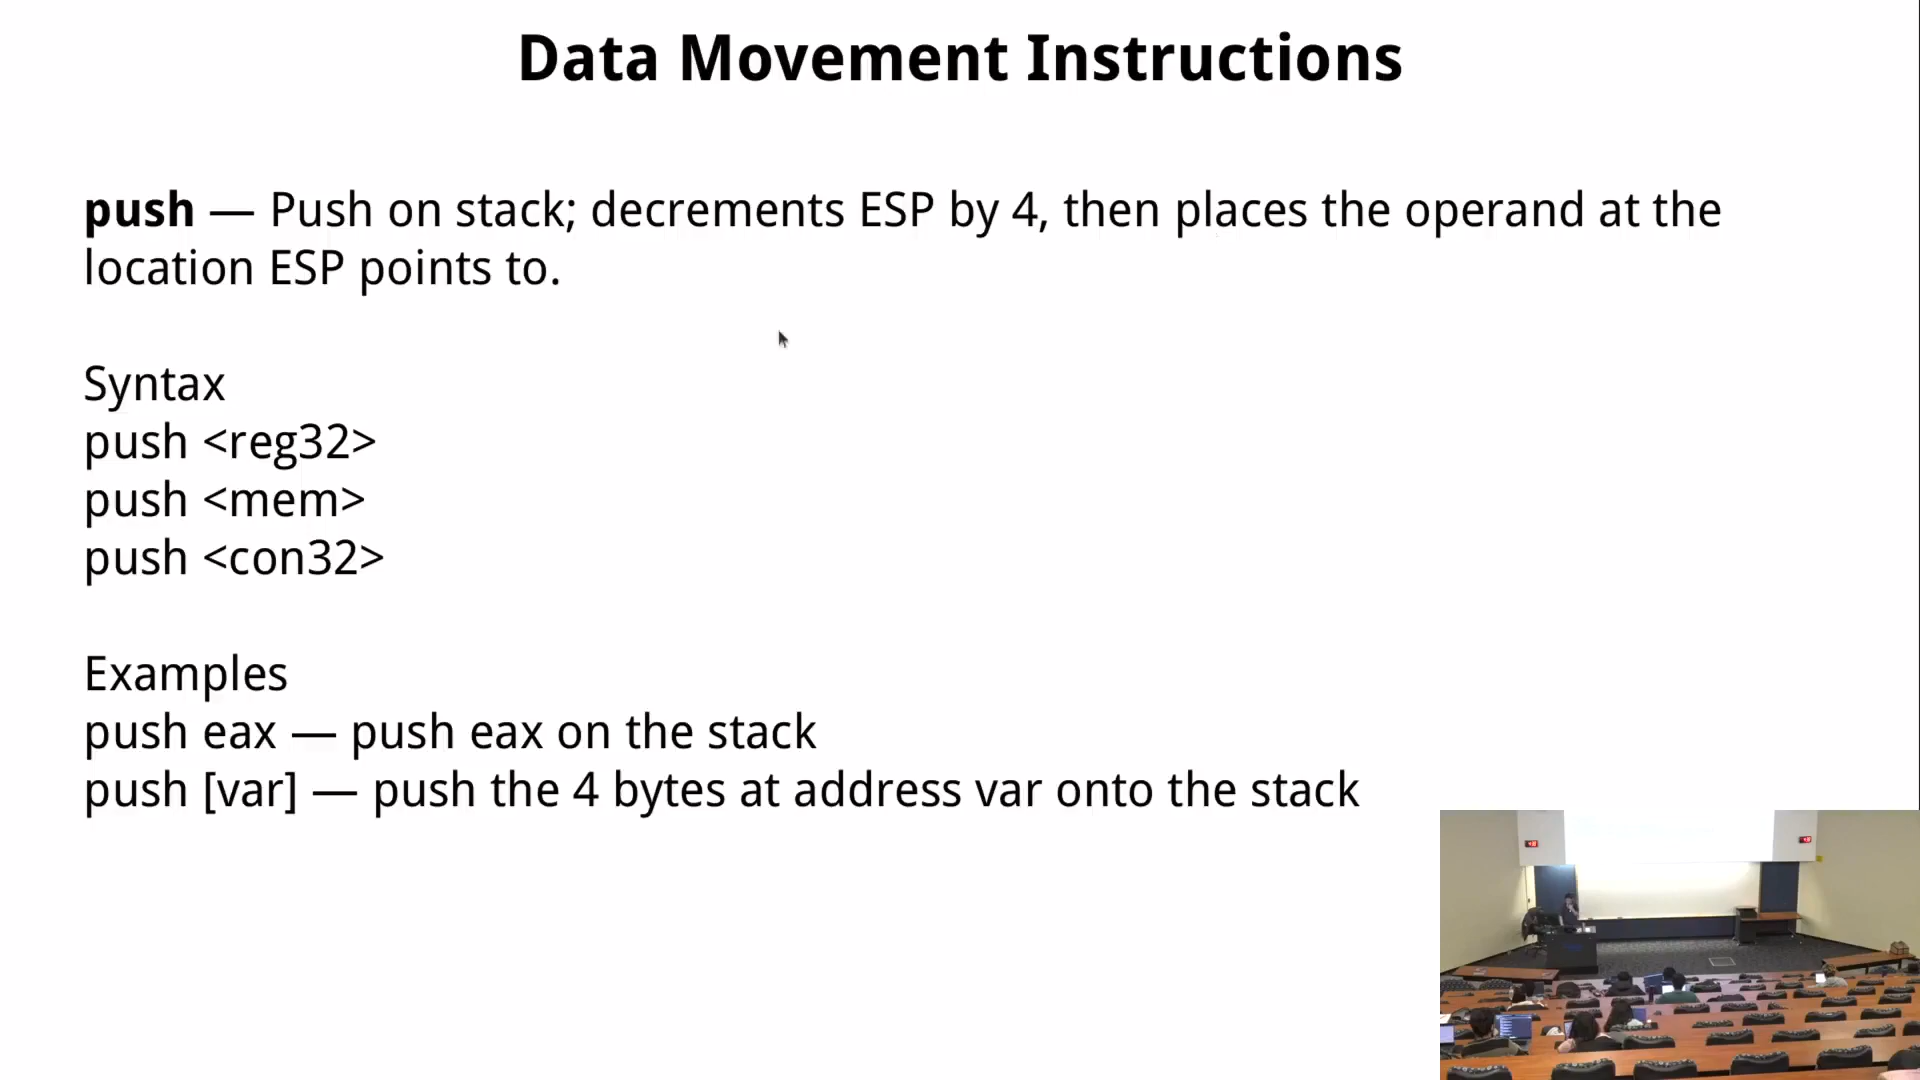 Data Movement Instructions
push — Push on stack; decrements ESP by 4, then places the operand at the
location ESP points to.
Syntax
push <reg32>
push <mem>
push <con32>
Examples
push eax — push eax on the stack
push [var] — push the 4 bytes at address var onto the stack